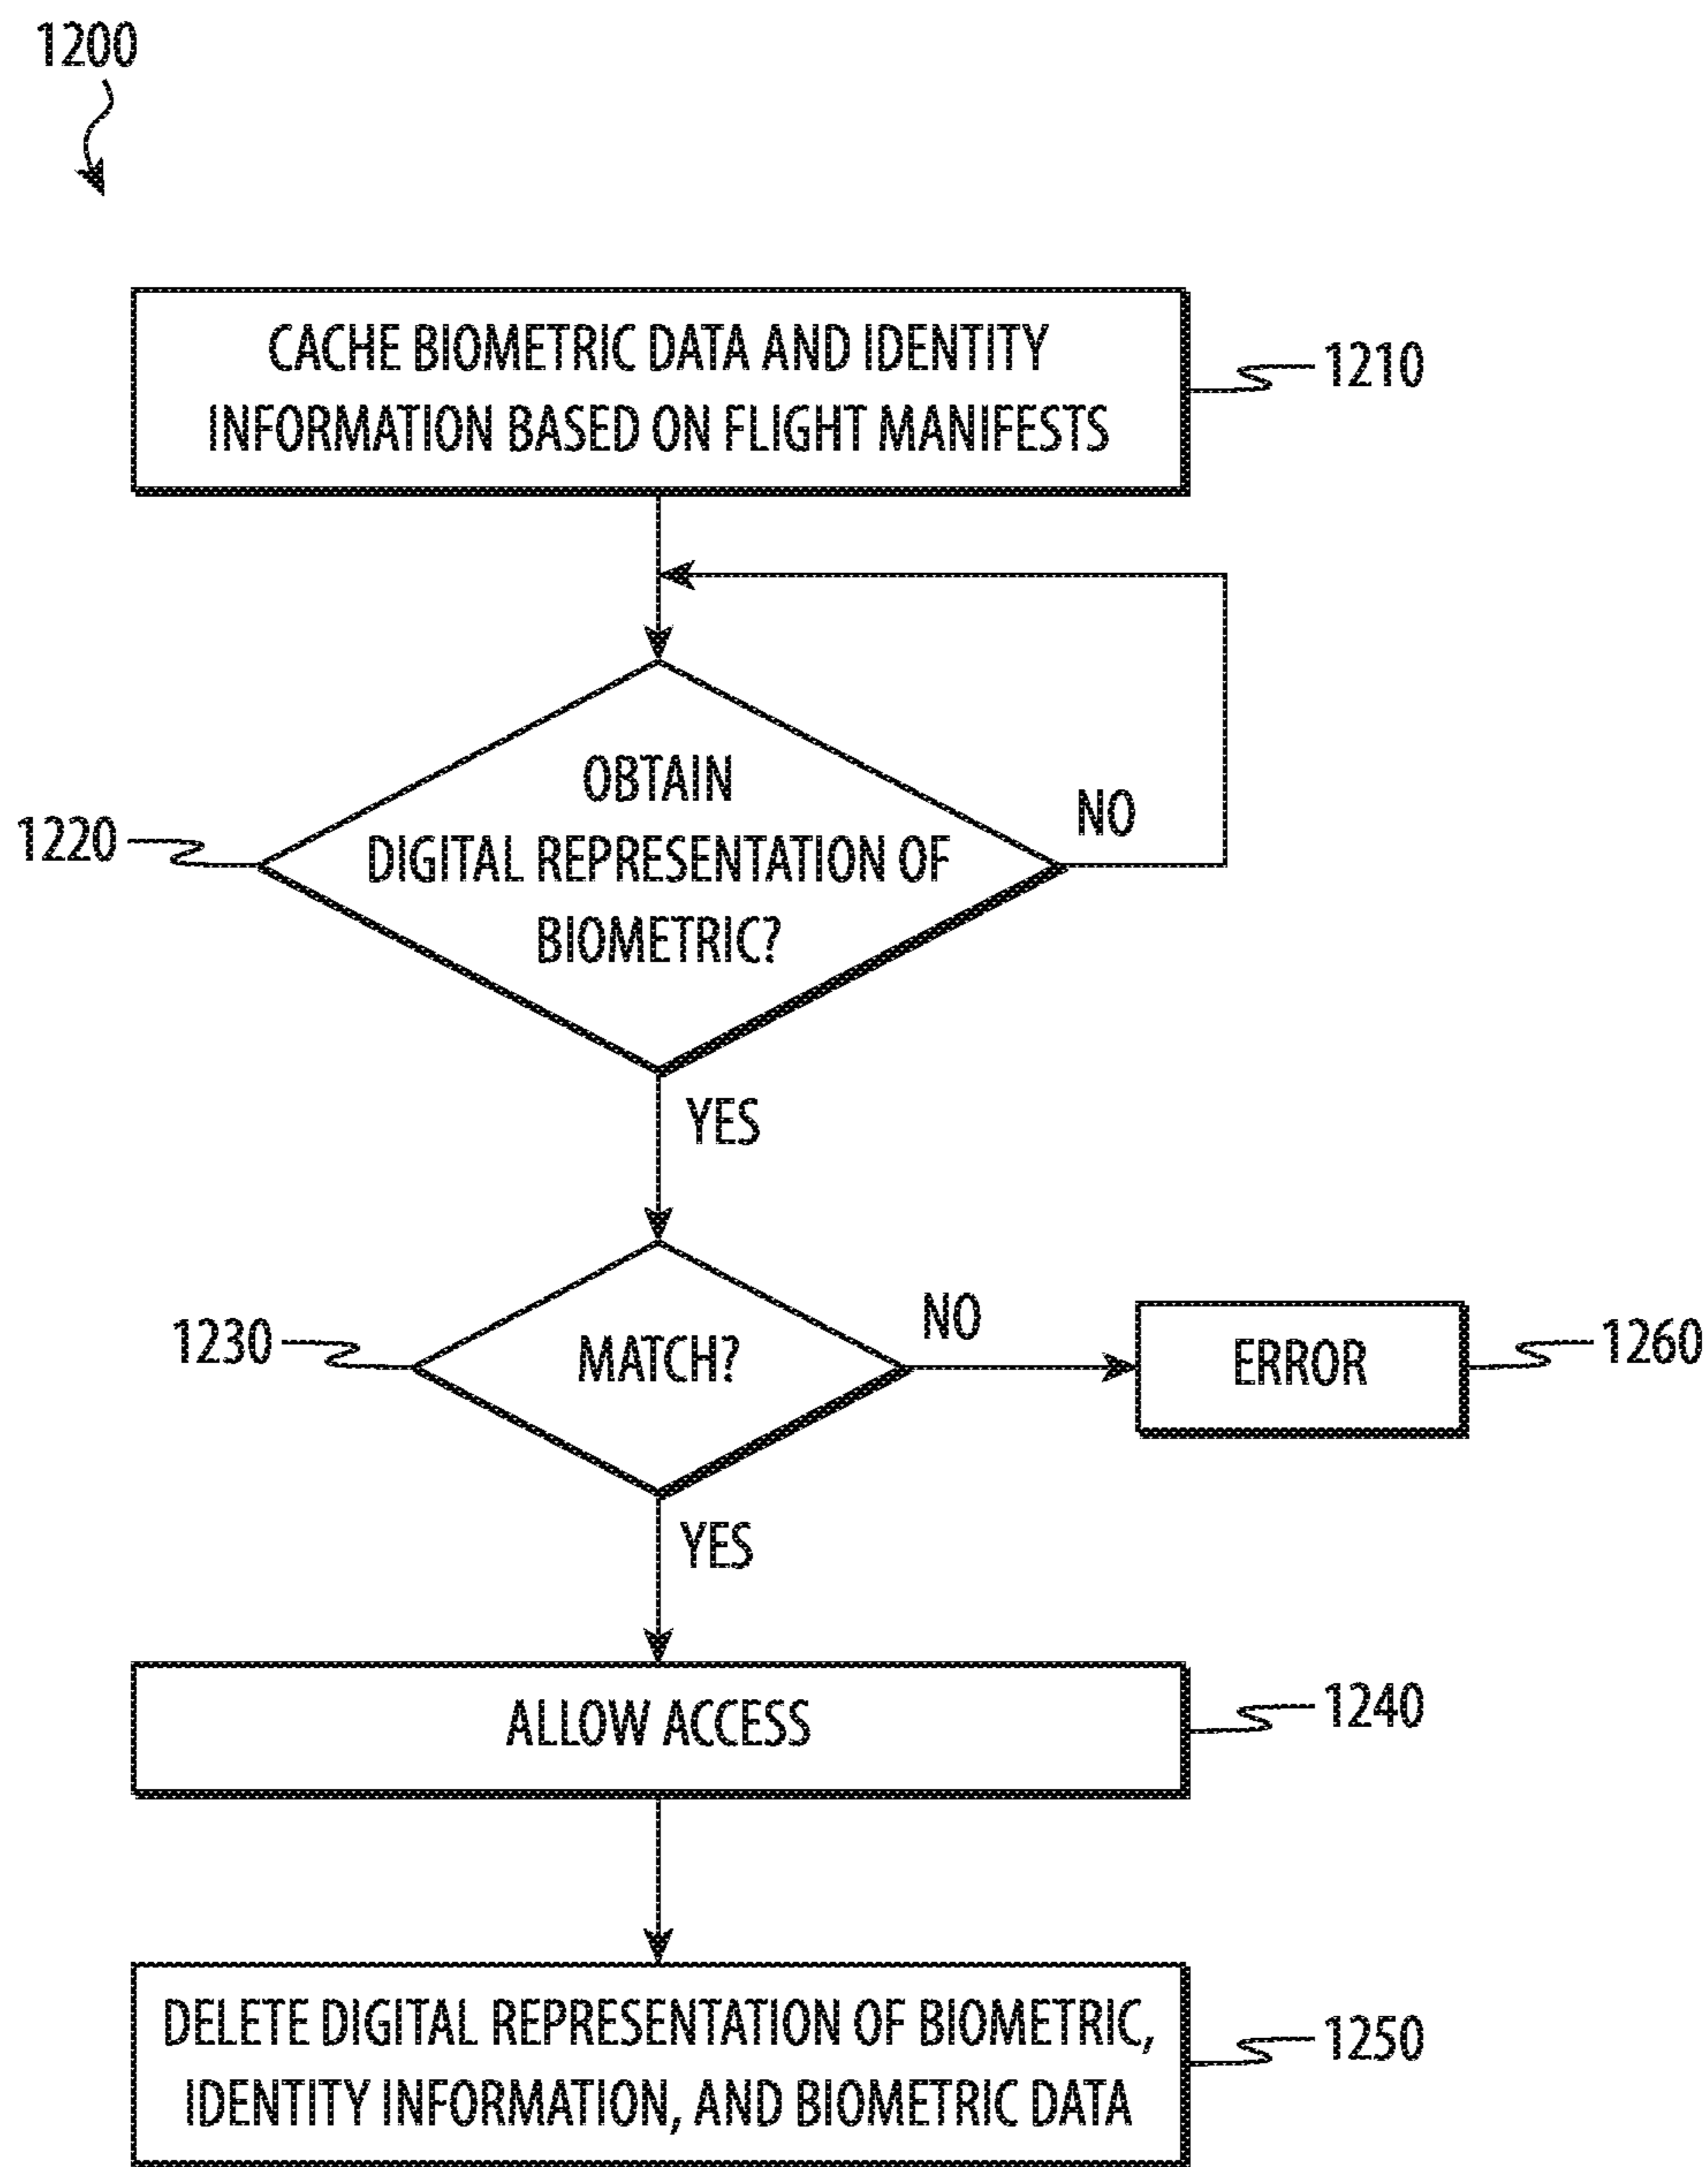 1200
CACHE BIOMETRIC DATA AND IDENTITY
INFORMATION BASED ON FLIGHT MANIFESTS
1210
OBTAIN
DIGITAL REPRESENTATION OF
BIOMETRIC?
NO
1220
YES
MATCH?
1230
NO
ERROR
1260
YES
ALLOW ACCESS
1240
DELETE DIGITAL REPRESENTATION OF BIOMETRIC,
IDENTITY INFORMATION, AND BIOMETRIC DATA
1250